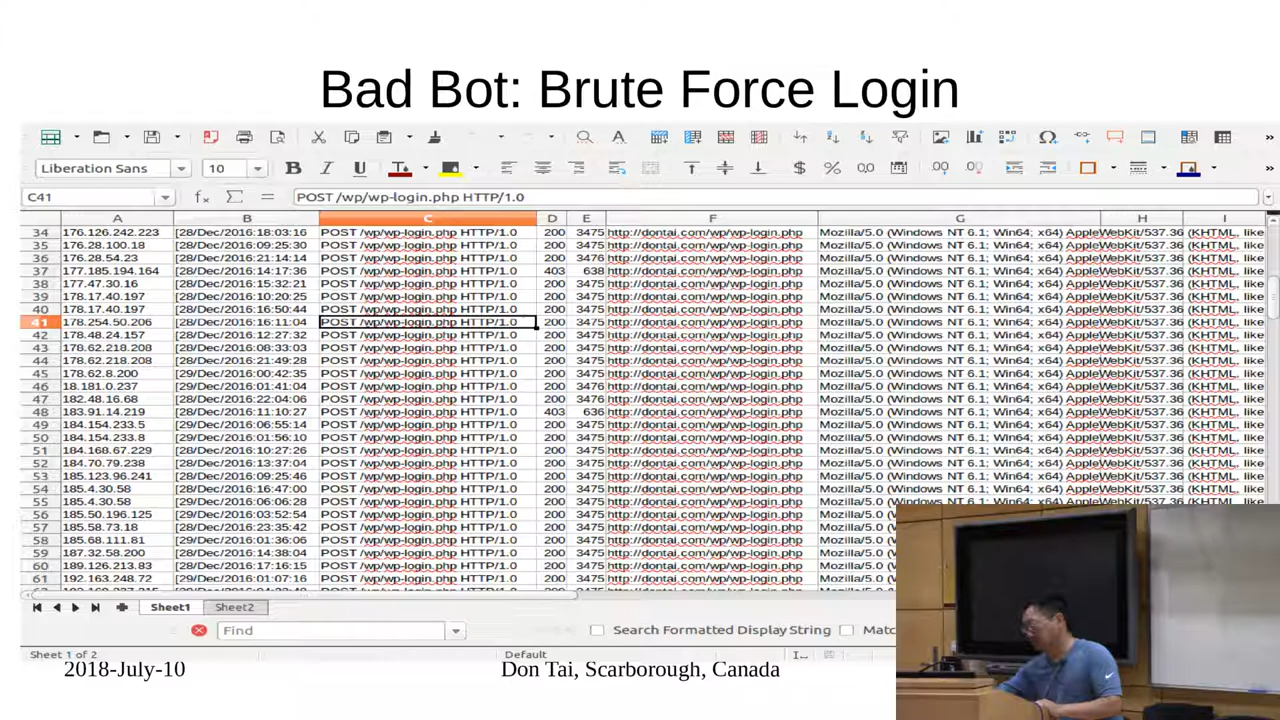 Bad Bot: Brute Force Login
Liberation Sans 10
C41 POST /wp/wp-login.php HTTP/1.0
A B C D E F G H I
34 176.126.242.223 [28/Dec/2016:18:03:16 POST /wp/wp-login.php HTTP/1.0 200 3475 http://dontai.com/wp/wp-login.php Mozilla/5.0 (Windows NT 6.1; Win64; x64) AppleWebKit/537.36 (KHTML, like
35 176.28.100.18 [28/Dec/2016:09:25:30 POST /wp/wp-login.php HTTP/1.0 200 3475 http://dontai.com/wp/wp-login.php Mozilla/5.0 (Windows NT 6.1; Win64; x64) AppleWebKit/537.36 (KHTML, like
36 176.28.54.23 [28/Dec/2016:21:14:14 POST /wp/wp-login.php HTTP/1.0 200 3476 http://dontai.com/wp/wp-login.php Mozilla/5.0 (Windows NT 6.1; Win64; x64) AppleWebKit/537.36 (KHTML, like
37 177.185.194.164 [28/Dec/2016:14:17:36 POST /wp/wp-login.php HTTP/1.0 403 638 http://dontai.com/wp/wp-login.php Mozilla/5.0 (Windows NT 6.1; Win64; x64) AppleWebKit/537.36 (KHTML, like
38 177.47.30.16 [28/Dec/2016:15:32:21 POST /wp/wp-login.php HTTP/1.0 200 3475 http://dontai.com/wp/wp-login.php Mozilla/5.0 (Windows NT 6.1; Win64; x64) AppleWebKit/537.36 (KHTML, like
39 178.17.40.197 [28/Dec/2016:10:20:25 POST /wp/wp-login.php HTTP/1.0 200 3475 http://dontai.com/wp/wp-login.php Mozilla/5.0 (Windows NT 6.1; Win64; x64) AppleWebKit/537.36 (KHTML, like
40 178.17.40.197 [28/Dec/2016:16:50:44 POST /wp/wp-login.php HTTP/1.0 200 3475 http://dontai.com/wp/wp-login.php Mozilla/5.0 (Windows NT 6.1; Win64; x64) AppleWebKit/537.36 (KHTML, like
41 178.254.50.206 [28/Dec/2016:16:11:04 POST /wp/wp-login.php HTTP/1.0 200 3475 http://dontai.com/wp/wp-login.php Mozilla/5.0 (Windows NT 6.1; Win64; x64) AppleWebKit/537.36 (KHTML, like
42 178.48.24.157 [28/Dec/2016:12:27:32 POST /wp/wp-login.php HTTP/1.0 200 3475 http://dontai.com/wp/wp-login.php Mozilla/5.0 (Windows NT 6.1; Win64; x64) AppleWebKit/537.36 (KHTML, like
43 178.62.218.208 [28/Dec/2016:08:33:03 POST /wp/wp-login.php HTTP/1.0 200 3475 http://dontai.com/wp/wp-login.php Mozilla/5.0 (Windows NT 6.1; Win64; x64) AppleWebKit/537.36 (KHTML, like
44 178.62.218.208 [28/Dec/2016:21:49:28 POST /wp/wp-login.php HTTP/1.0 200 3475 http://dontai.com/wp/wp-login.php Mozilla/5.0 (Windows NT 6.1; Win64; x64) AppleWebKit/537.36 (KHTML, like
45 178.62.8.200 [29/Dec/2016:00:42:35 POST /wp/wp-login.php HTTP/1.0 200 3475 http://dontai.com/wp/wp-login.php Mozilla/5.0 (Windows NT 6.1; Win64; x64) AppleWebKit/537.36 (KHTML, like
46 18.181.0.237 [29/Dec/2016:01:41:04 POST /wp/wp-login.php HTTP/1.0 200 3476 http://dontai.com/wp/wp-login.php Mozilla/5.0 (Windows NT 6.1; Win64; x64) AppleWebKit/537.36 (KHTML, like
47 182.48.16.68 [28/Dec/2016:22:04:06 POST /wp/wp-login.php HTTP/1.0 200 3476 http://dontai.com/wp/wp-login.php Mozilla/5.0 (Windows NT 6.1; Win64; x64) AppleWebKit/537.36 (KHTML, like
48 183.91.14.219 [28/Dec/2016:11:10:27 POST /wp/wp-login.php HTTP/1.0 403 636 http://dontai.com/wp/wp-login.php Mozilla/5.0 (Windows NT 6.1; Win64; x64) AppleWebKit/537.36 (KHTML, like
49 184.154.233.5 [29/Dec/2016:06:55:14 POST /wp/wp-login.php HTTP/1.0 200 3475 http://dontai.com/wp/wp-login.php Mozilla/5.0 (Windows NT 6.1; Win64; x64) AppleWebKit/537.36 (KHTML, like
50 184.154.233.8 [29/Dec/2016:01:56:10 POST /wp/wp-login.php HTTP/1.0 200 3475 http://dontai.com/wp/wp-login.php Mozilla/5.0 (Windows NT 6.1; Win64; x64) AppleWebKit/537.36 (KHTML, like
51 184.168.67.229 [28/Dec/2016:10:27:26 POST /wp/wp-login.php HTTP/1.0 200 3475 http://dontai.com/wp/wp-login.php Mozilla/5.0 (Windows NT 6.1; Win64; x64) AppleWebKit/537.36 (KHTML, like
52 184.70.79.238 [28/Dec/2016:13:37:04 POST /wp/wp-login.php HTTP/1.0 200 3475 http://dontai.com/wp/wp-login.php Mozilla/5.0 (Windows NT 6.1; Win64; x64) AppleWebKit/537.36 (KHTML, like
53 185.123.96.241 [28/Dec/2016:09:25:46 POST /wp/wp-login.php HTTP/1.0 200 3475 http://dontai.com/wp/wp-login.php Mozilla/5.0 (Windows NT 6.1; Win64; x64) AppleWebKit/537.36 (KHTML, like
54 185.4.30.58 [28/Dec/2016:16:47:00 POST /wp/wp-login.php HTTP/1.0 200 3475 http://dontai.com/wp/wp-login.php Mozilla/5.0 (Windows NT 6.1; Win64; x64) AppleWebKit/537.36 (KHTML, like
55 185.4.30.58 [29/Dec/2016:06:06:28 POST /wp/wp-login.php HTTP/1.0 200 3475 http://dontai.com/wp/wp-login.php Mozilla/5.0 (Windows NT 6.1; Win64; x64) AppleWebKit/537.36 (KHTML, like
56 185.50.196.125 [29/Dec/2016:03:52:54 POST /wp/wp-login.php HTTP/1.0 200 3475 http://dontai.com/wp/wp-login.php Mozilla/5.0
57 185.58.73.18 [28/Dec/2016:23:35:42 POST /wp/wp-login.php HTTP/1.0 200 3475 http://dontai.com/wp/wp-login.php Mozilla/5.0
58 185.68.111.81 [29/Dec/2016:01:36:06 POST /wp/wp-login.php HTTP/1.0 200 3475 http://dontai.com/wp/wp-login.php Mozilla/5.0
59 187.32.58.200 [28/Dec/2016:14:38:04 POST /wp/wp-login.php HTTP/1.0 200 3475 http://dontai.com/wp/wp-login.php Mozilla/5.0
60 189.126.213.83 [28/Dec/2016:17:16:15 POST /wp/wp-login.php HTTP/1.0 200 3475 http://dontai.com/wp/wp-login.php Mozilla/5.0
61 192.163.248.72 [29/Dec/2016:01:07:16 POST /wp/wp-login.php HTTP/1.0 200 3475 http://dontai.com/wp/wp-login.php Mozilla/5.0
Sheet1 Sheet2
Find Search Formatted Display String Matc
Sheet 1 of 2 Default
2018-July-10 Don Tai, Scarborough, Canada